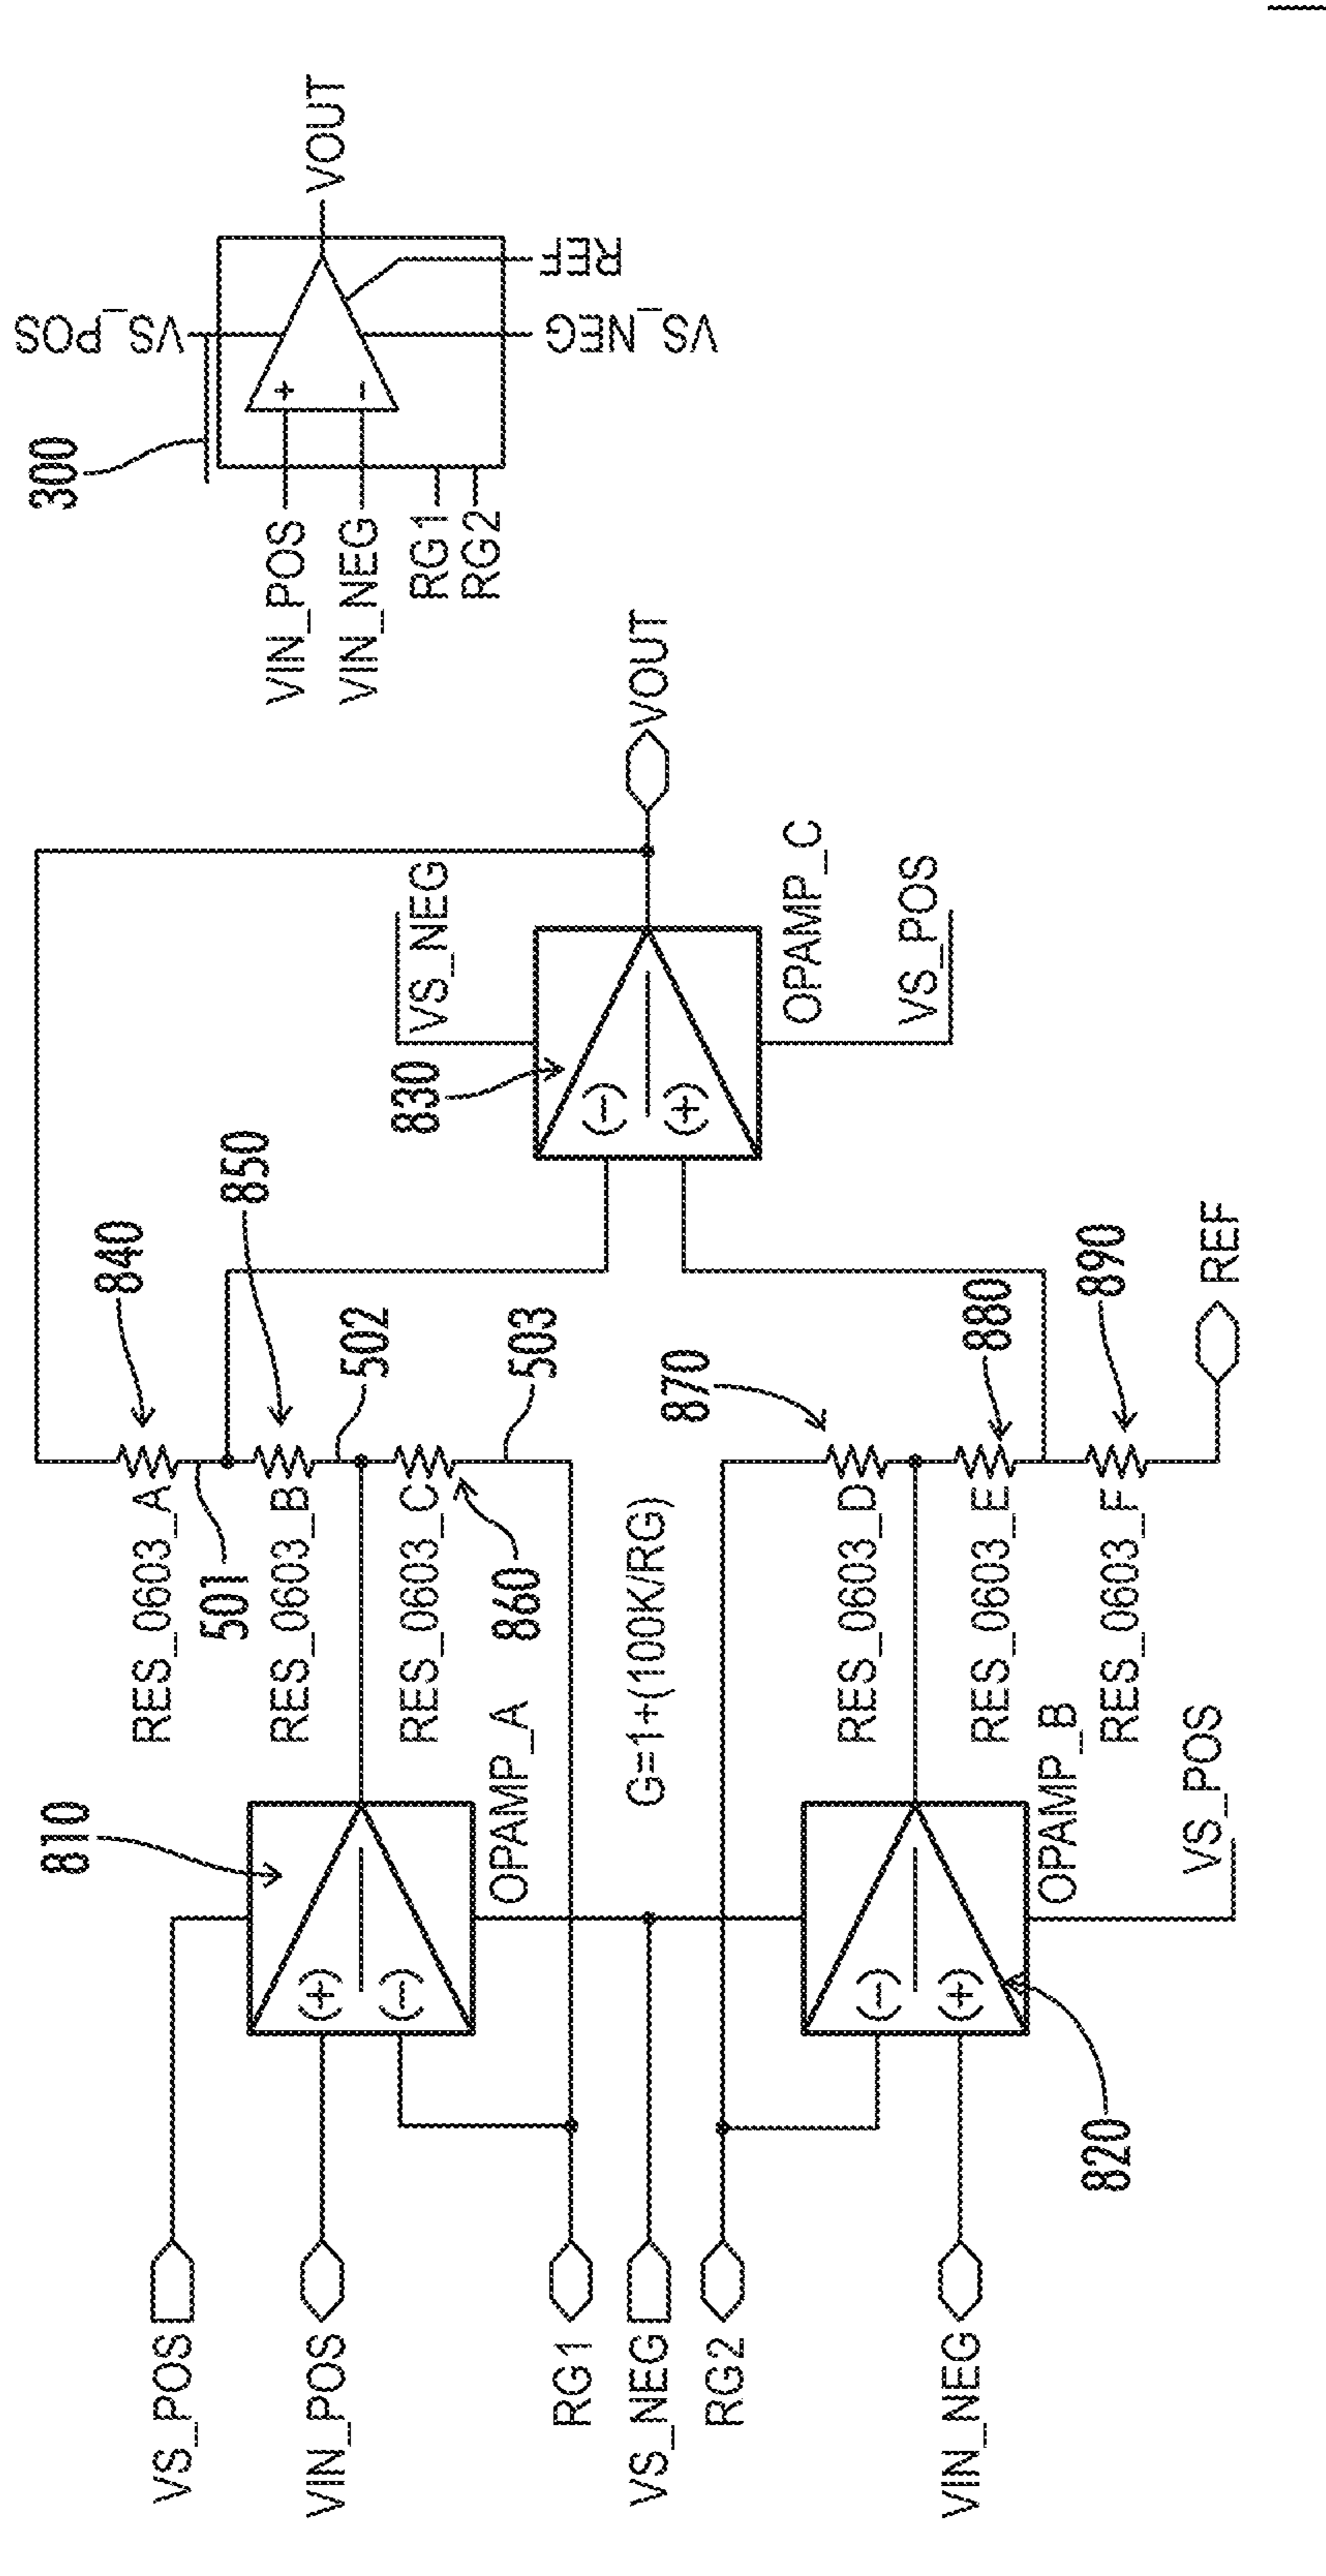 300
VS_POS
VIN_POS
VIN_NEG
RG1
RG2
+
-
VOUT
REF
VS_NEG
840
850
RES_0603_A
501
RES_0603_B
502
RES_0603_C
860
503
810
VS_POS
VIN_POS
(+)
(-)
OPAMP_A
RG1
VS_NEG
RG2
G=1+(100K/RG)
830
VS_NEG
(-)
(+)
VOUT
OPAMP_C
VS_POS
870
RES_0603_D
880
RES_0603_E
890
RES_0603_F
REF
(-)
(+)
VIN_NEG
OPAMP_B
820
VS_POS